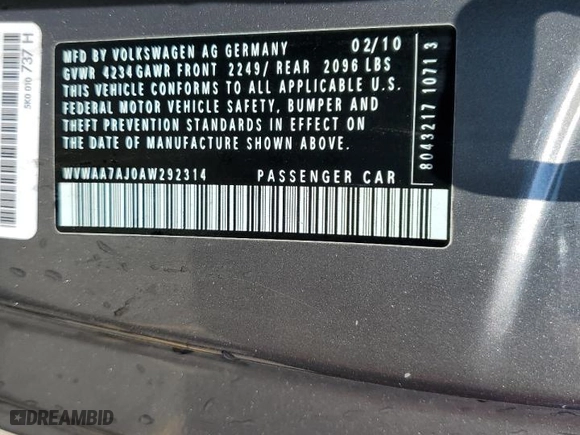 MFD BY VOLKSWAGEN AG GERMANY 02/10
GVWR 4234 GAWR FRONT 2249/ REAR 2096 LBS
THIS VEHICLE CONFORMS TO ALL APPLICABLE U.S.
FEDERAL MOTOR VEHICLE SAFETY, BUMPER AND
THEFT PREVENTION STANDARDS IN EFFECT ON
THE DATE OF MANUFACTURE SHOWN ABOVE.
WVWAA7AJ0AW292314 PASSENGER CAR
8043217 1071 3
5K0 010 737 H
DREAMBID